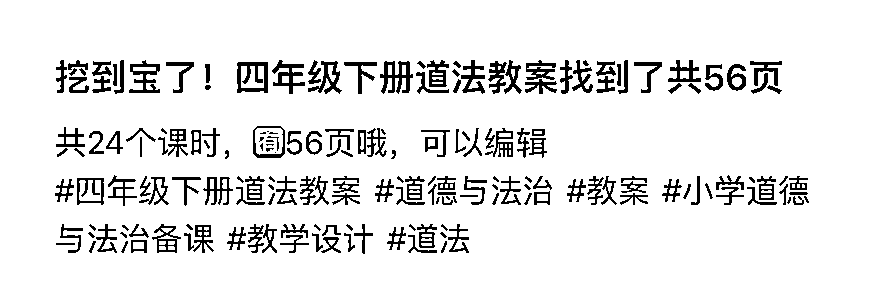 挖到宝了！四年级下册道法教案找到了共56页
共24个课时，🈶56页哦，可以编辑
#四年级下册道法教案 #道德与法治 #教案 #小学道德
与法治备课 #教学设计 #道法